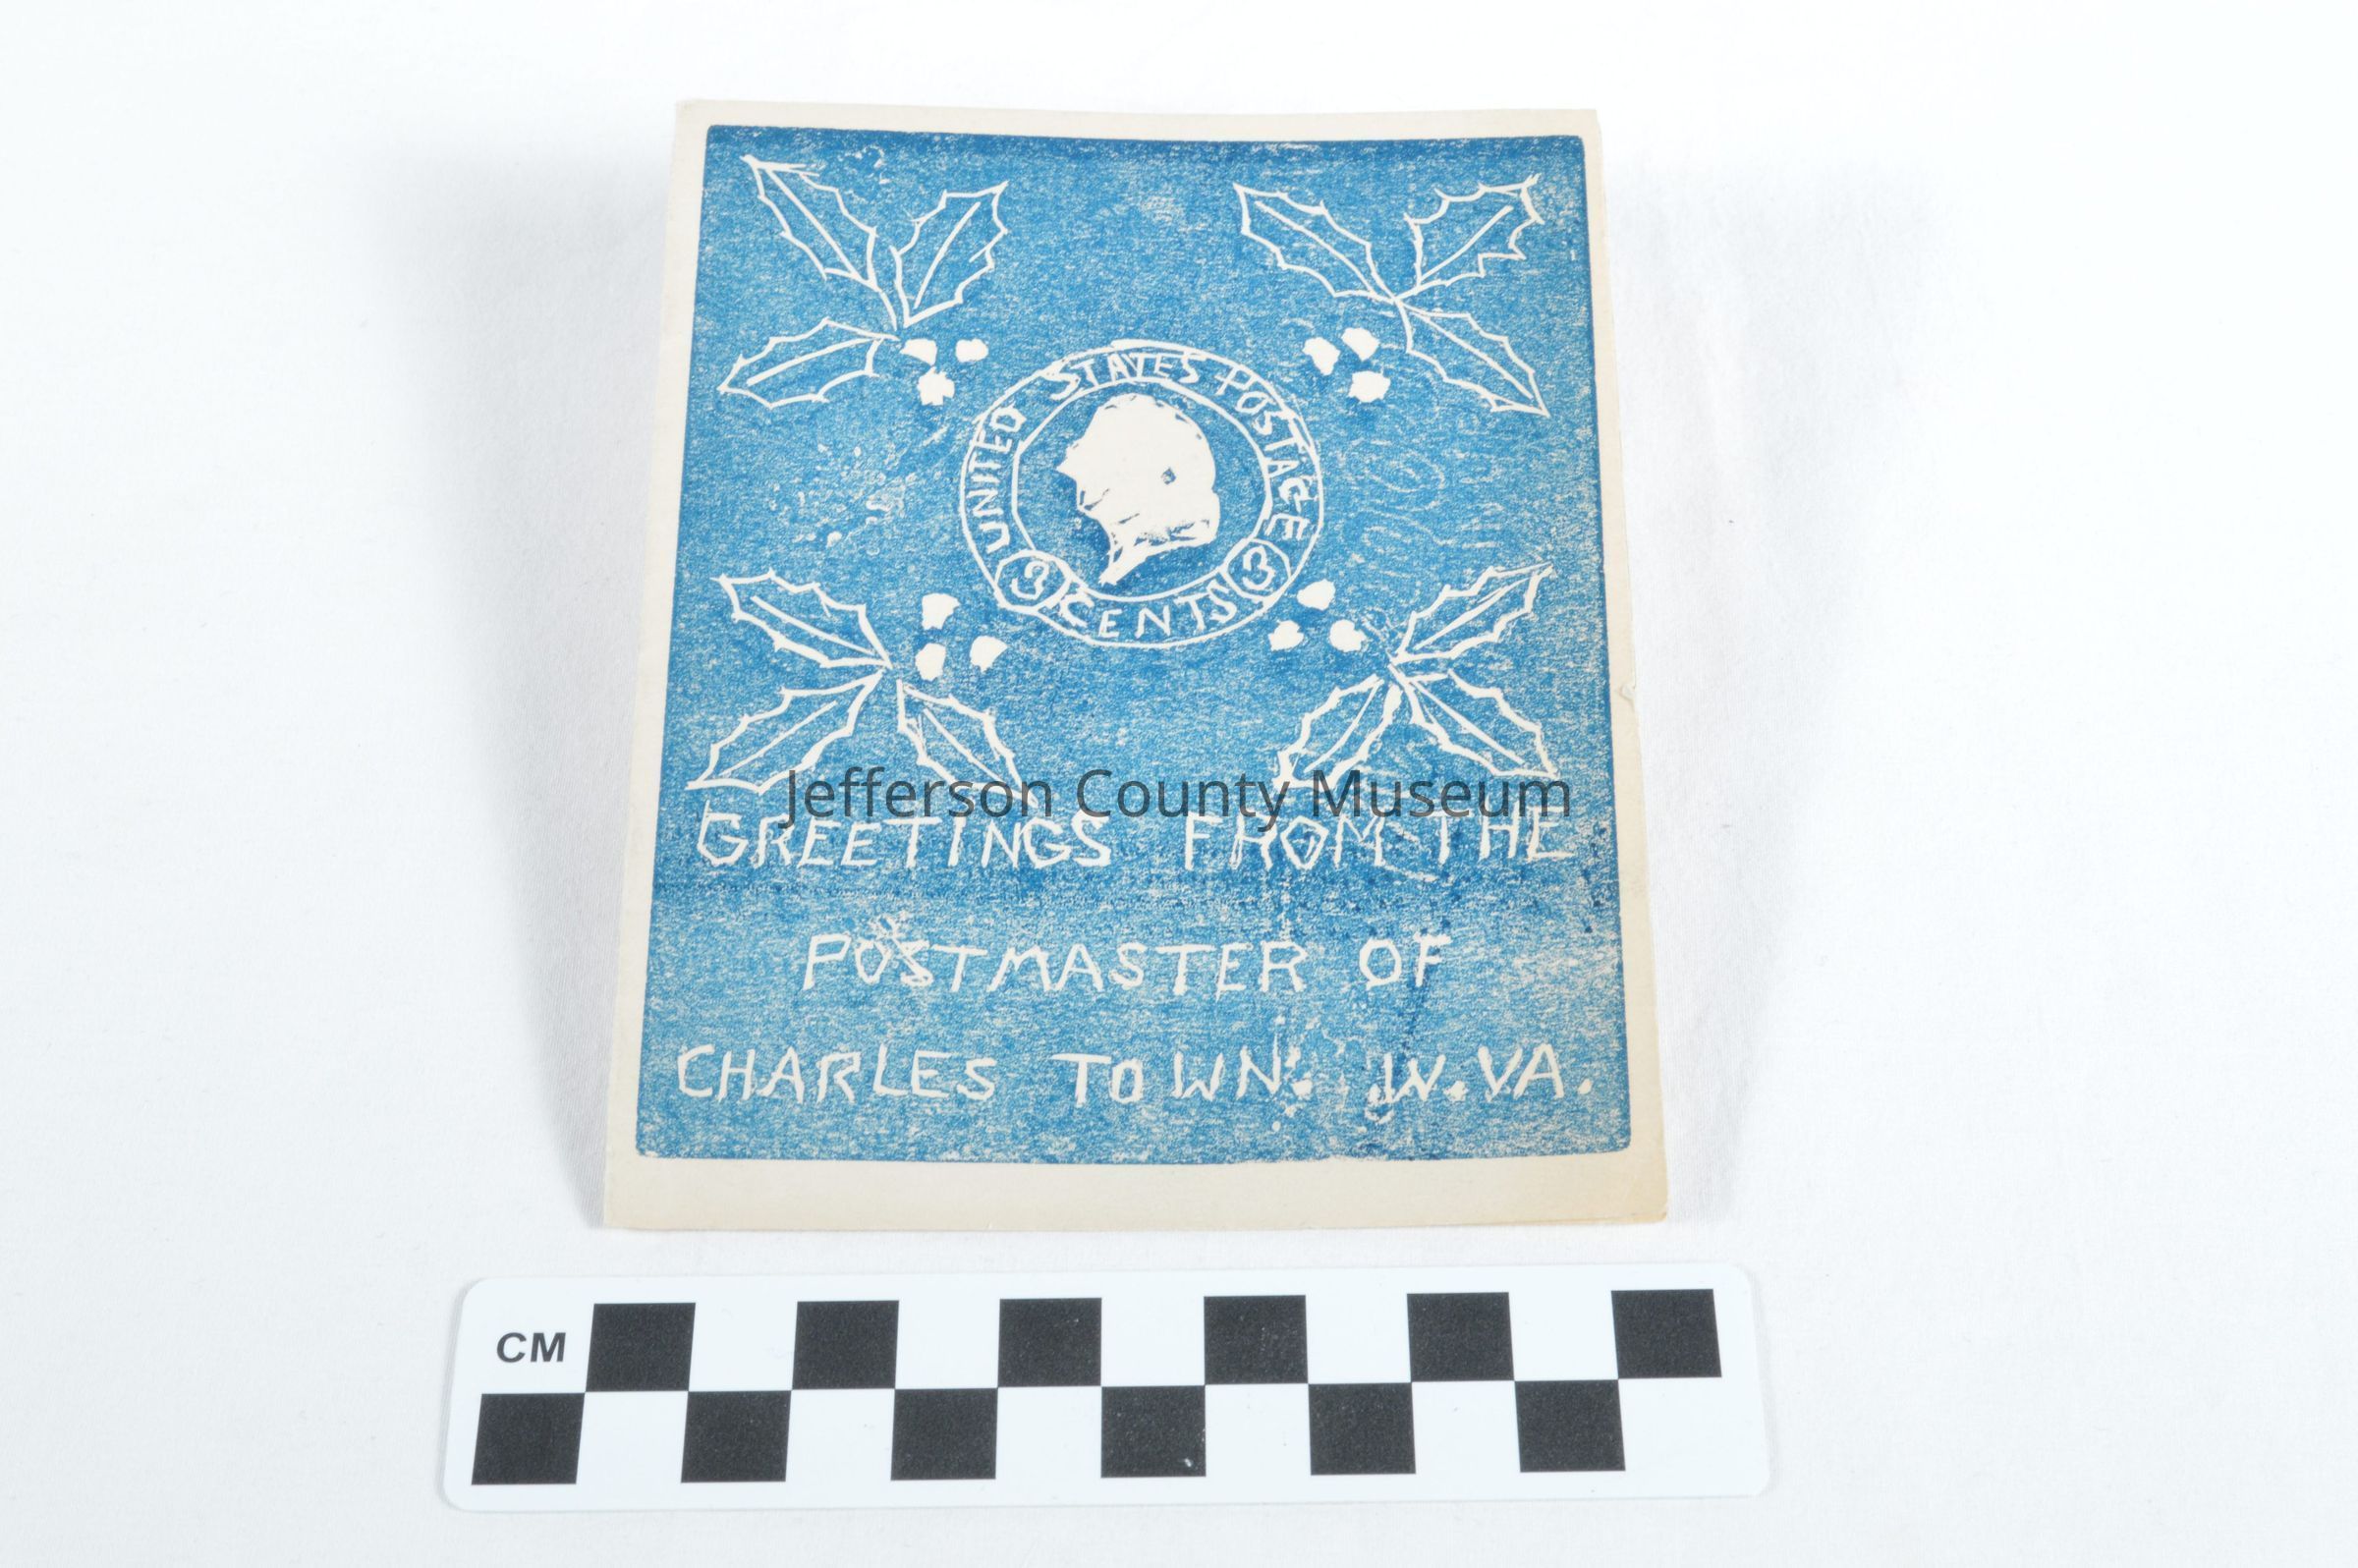 UNITED STATES POSTAGE
3 CENTS 3
Jefferson County Museum
GREETINGS FROM THE
POSTMASTER OF
CHARLES TOWN. W.VA.
CM